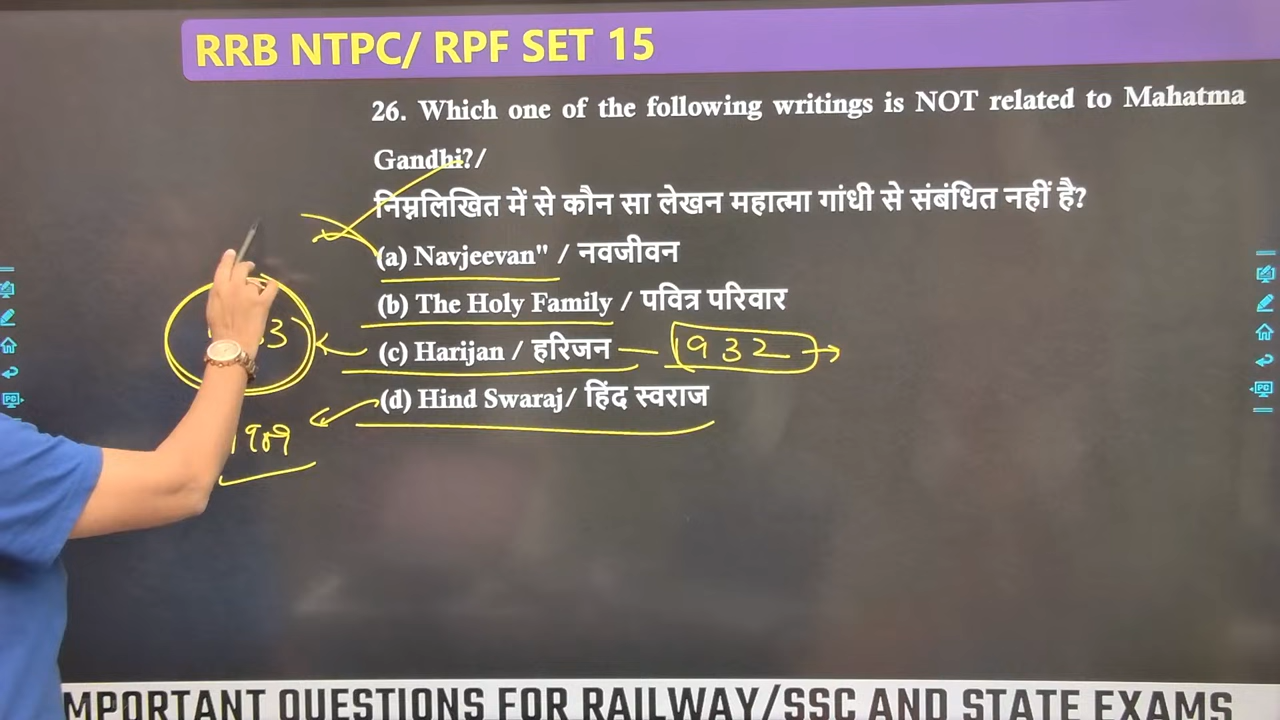 RRB NTPC/ RPF SET 15
26. Which one of the following writings is NOT related to Mahatma
Gandhi?/
निम्नलिखित में से कौन सा लेखन महात्मा गांधी से संबंधित नहीं है?
(a) Navjeevan" / नवजीवन
(b) The Holy Family / पवित्र परिवार
(c) Harijan / हरिजन 1932
(d) Hind Swaraj/ हिंद स्वराज
1909
MPORTANT QUESTIONS FOR RAILWAY/SSC AND STATE EXAMS